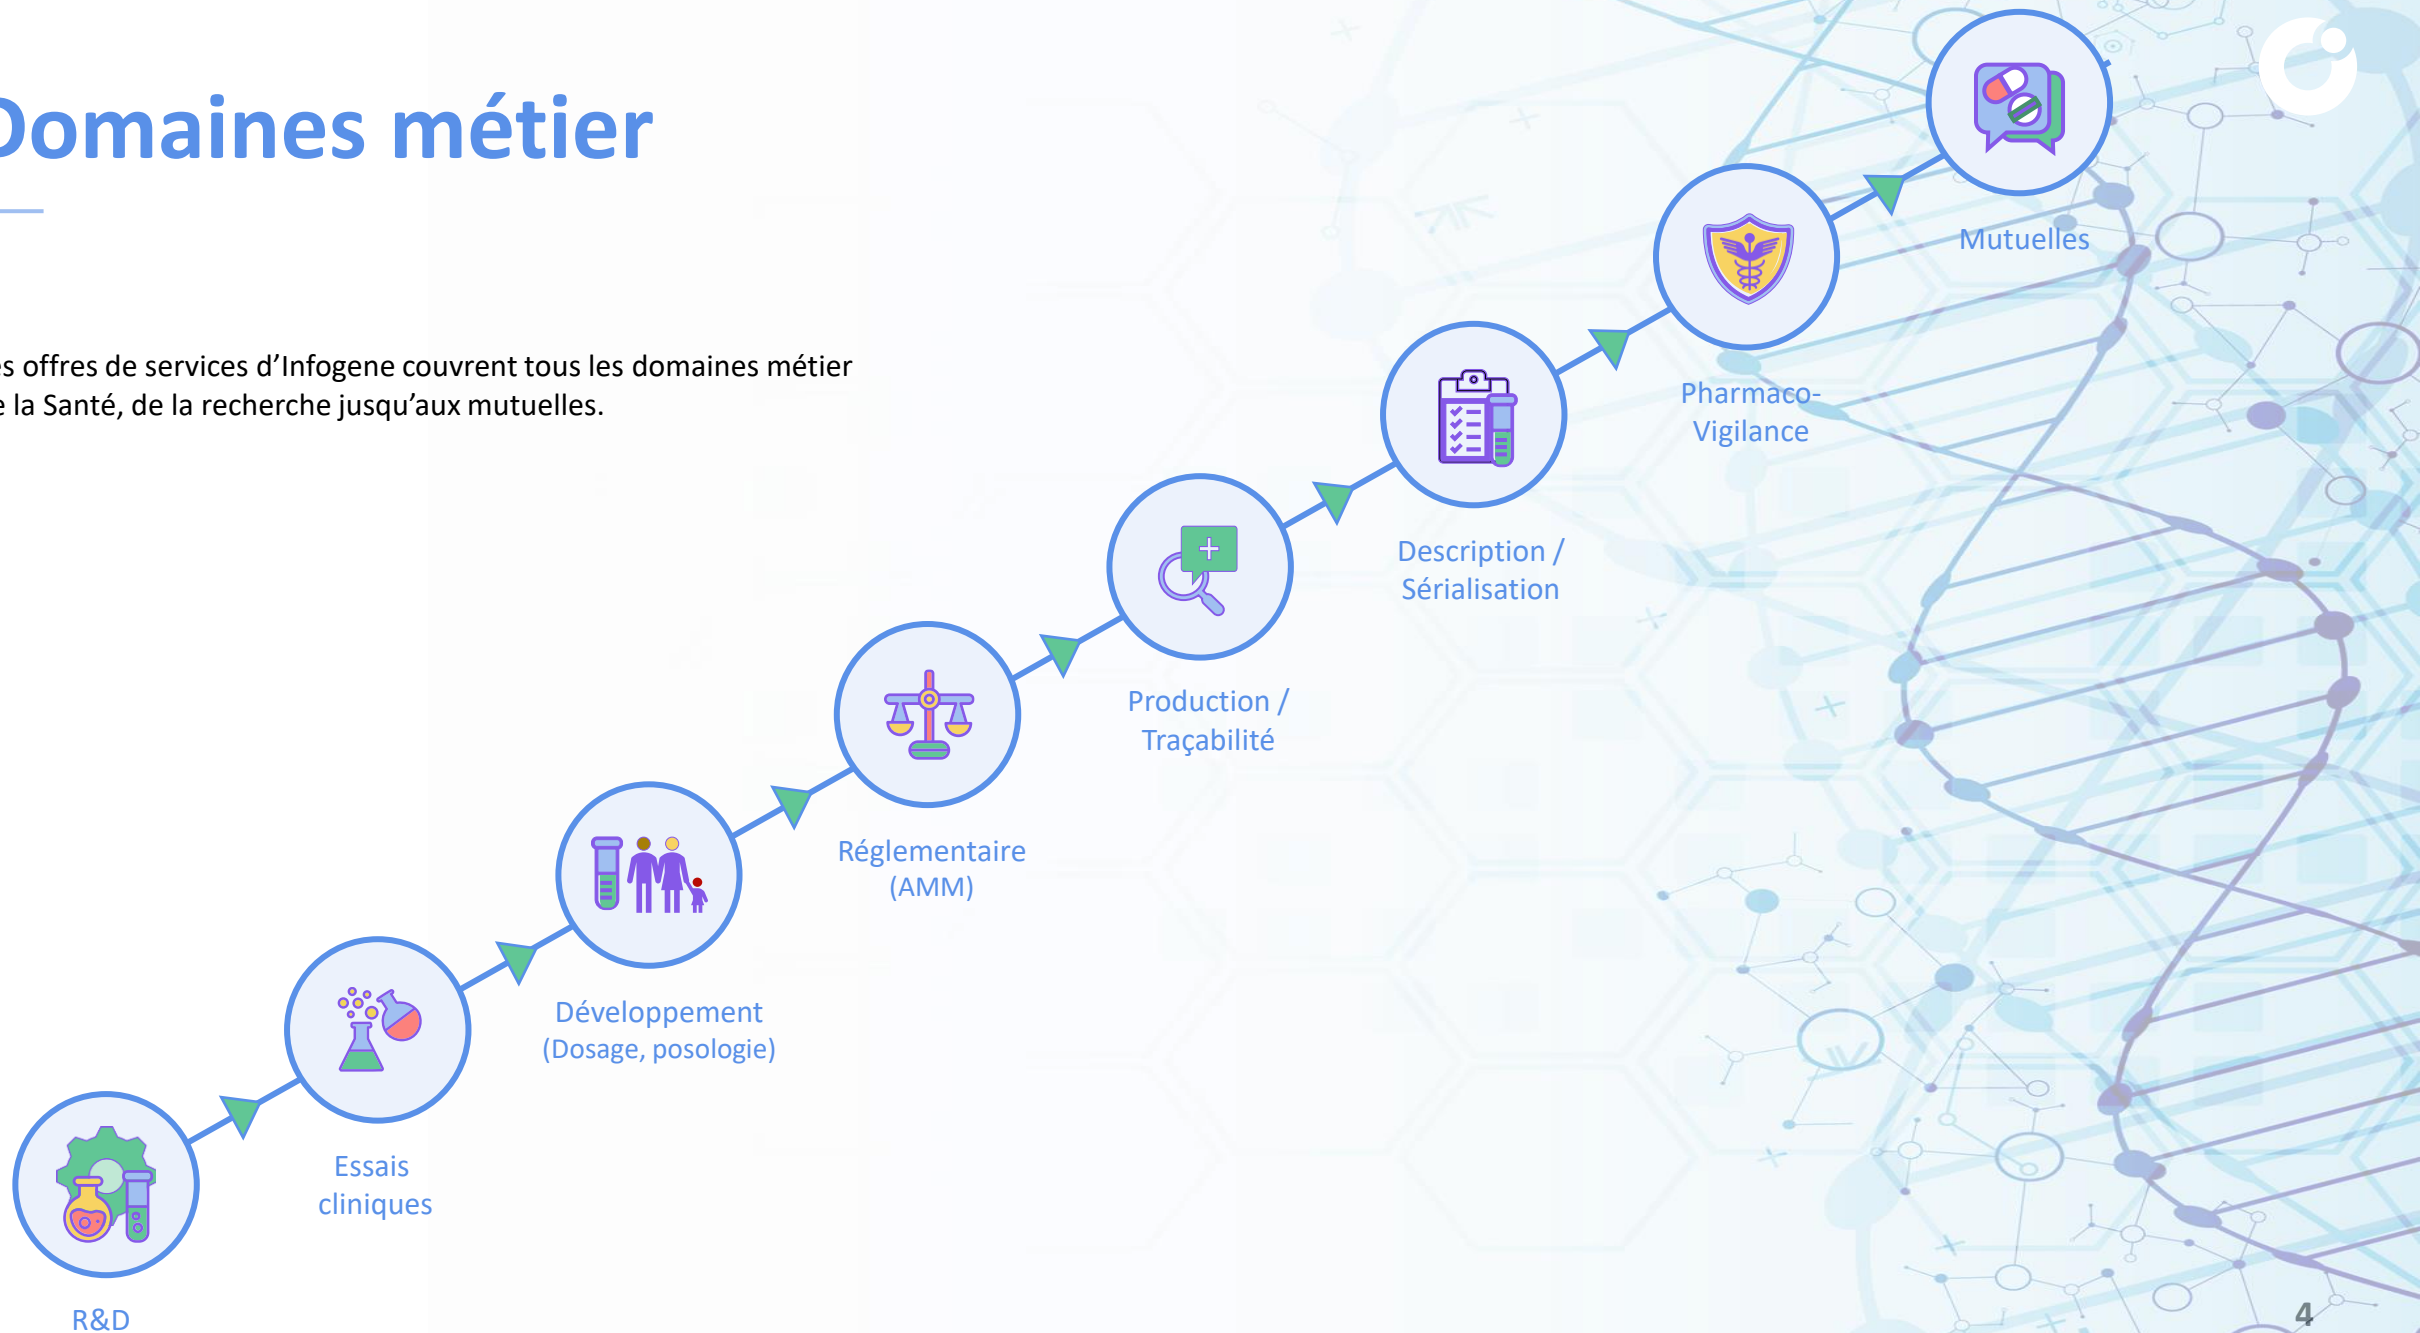 Domaines métier
es offres de services d’Infogene couvrent tous les domaines métier
e la Santé, de la recherche jusqu’aux mutuelles.
Mutuelles
Pharmaco-
Vigilance
Description /
Sérialisation
Production /
Traçabilité
Réglementaire
(AMM)
Développement
(Dosage, posologie)
Essais
cliniques
R&D
4